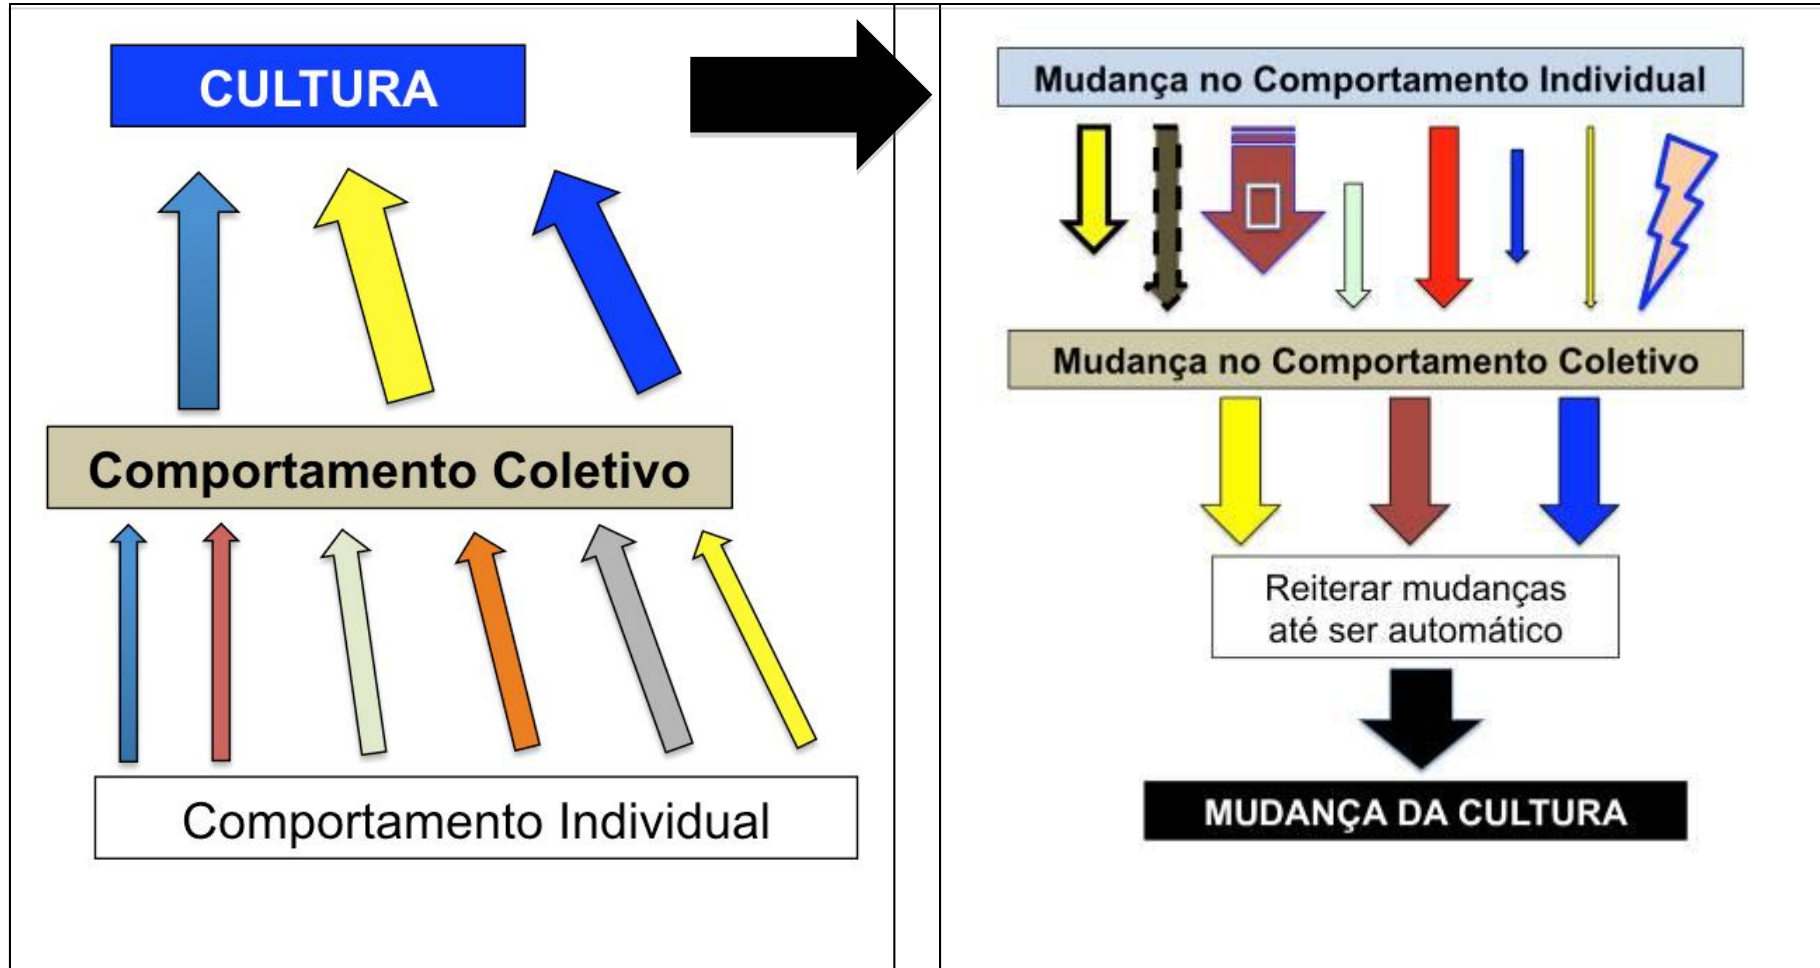 CULTURA
Comportamento Coletivo
Comportamento Individual
Mudança no Comportamento Individual
Mudança no Comportamento Coletivo
Reiterar mudanças
até ser automático
MUDANÇA DA CULTURA